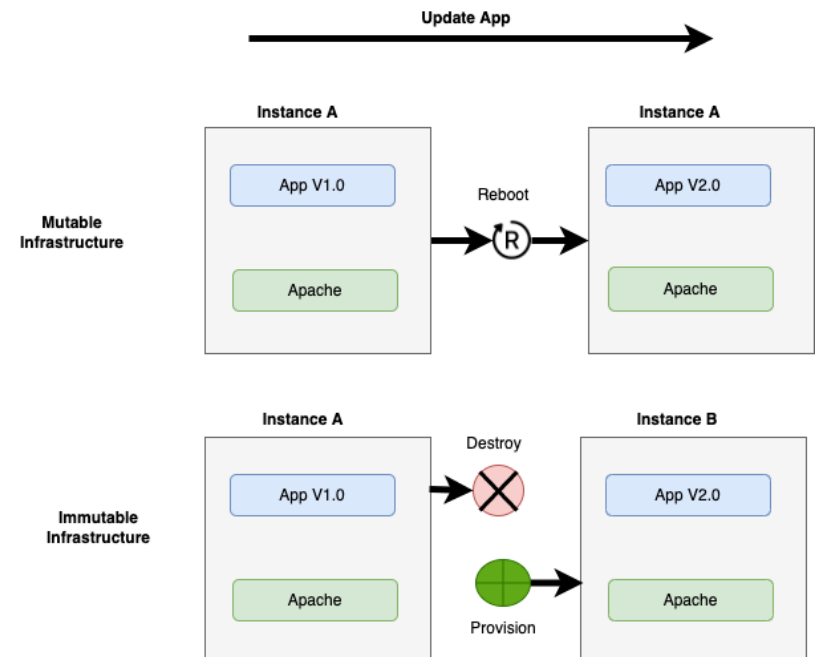 Update App
Instance A
Instance A
App V1.0
App V2.0
Reboot
R
Mutable
Infrastructure
Apache
Apache
Instance A
Instance B
Destroy
App V1.0
App V2.0
Immutable
Infrastructure
Apache
Apache
Provision